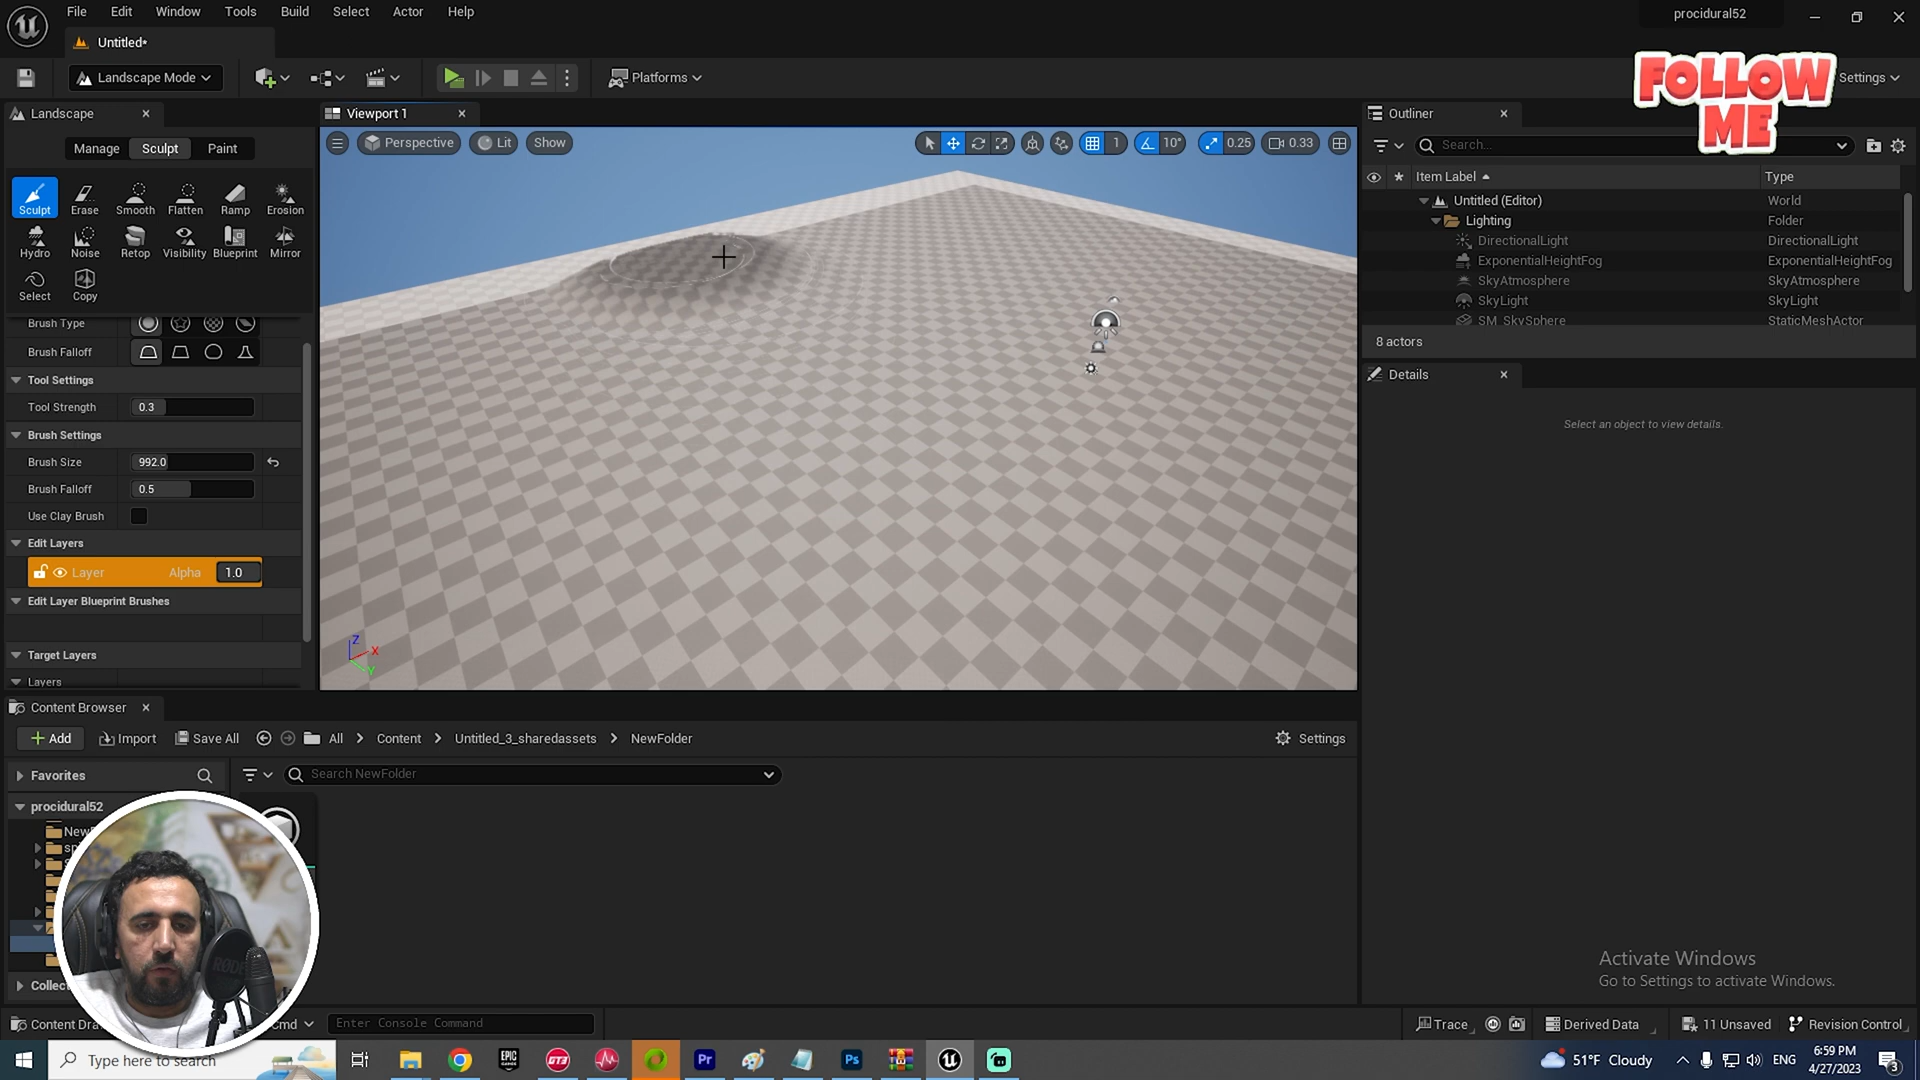 File Edit Window Tools Build Select Actor Help
procidural52
Untitled*
Landscape Mode
Platforms
Settings
FOLLOW
ME
Landscape
Viewport 1
Outliner
Manage Sculpt Paint
Perspective Lit Show
1 10° 0.25 0.33
Search...
Item Label Type
Sculpt Erase Smooth Flatten Ramp Erosion
Hydro Noise Retop Visibility Blueprint Mirror
Select Copy
Untitled (Editor) World
Lighting Folder
DirectionalLight DirectionalLight
ExponentialHeightFog ExponentialHeightFog
SkyAtmosphere SkyAtmosphere
SkyLight SkyLight
SM_SkySphere StaticMeshActor
8 actors
Brush Type
Brush Falloff
Tool Settings
Tool Strength 0.3
Brush Settings
Brush Size 992.0
Brush Falloff 0.5
Use Clay Brush
Edit Layers
Layer Alpha 1.0
Edit Layer Blueprint Brushes
Target Layers
Layers
Z
X
Y
Details
Select an object to view details.
Content Browser
Add Import Save All All Content Untitled_3_sharedassets NewFolder Settings
Favorites
Search NewFolder
procidural52
Activate Windows
Go to Settings to activate Windows.
Cmd Enter Console Command
Trace Derived Data 11 Unsaved Revision Control
Type here to search
EPIC
GAMES
Pr
Ps
51°F Cloudy
ENG
6:59 PM
4/27/2023
3
RØDE